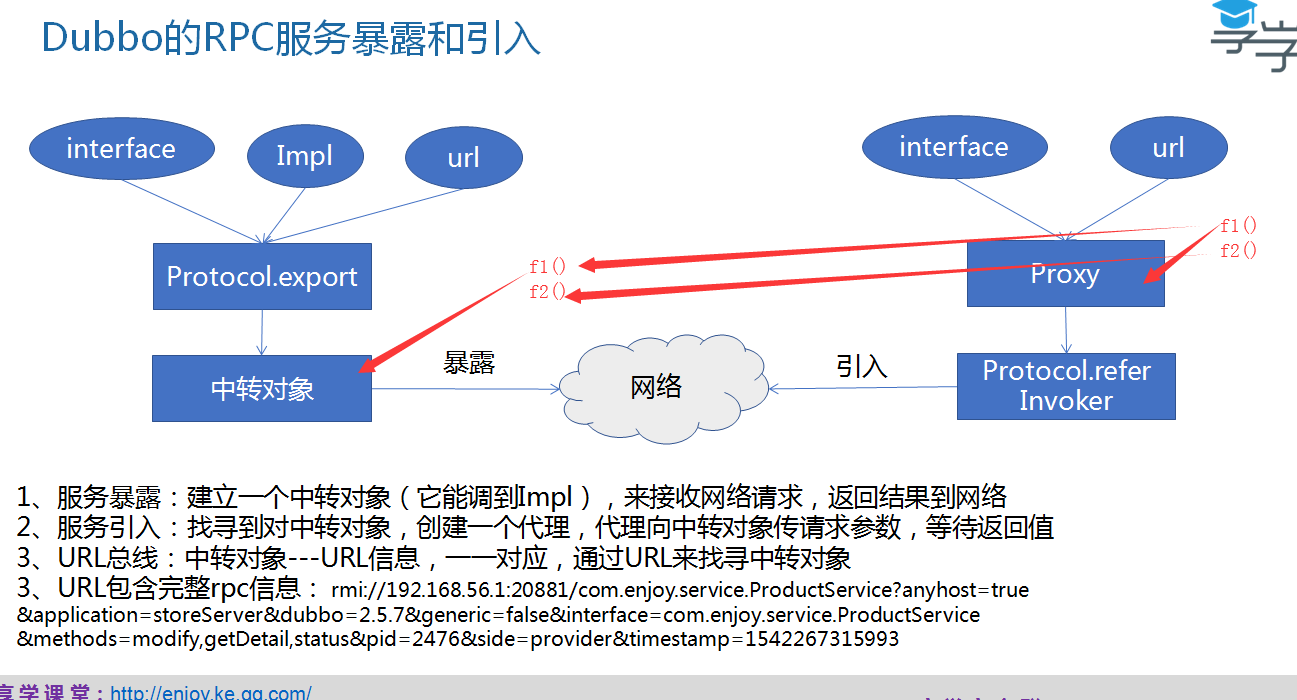 Dubbo的RPC服务暴露和引入
享学
interface
Impl
url
interface
url
f1()
f2()
f1()
f2()
Protocol.export
Proxy
中转对象
暴露
网络
引入
Protocol.refer
Invoker
1、服务暴露：建立一个中转对象（它能调到Impl），来接收网络请求，返回结果到网络
2、服务引入：找寻到对中转对象，创建一个代理，代理向中转对象传请求参数，等待返回值
3、URL总线：中转对象---URL信息，一一对应，通过URL来找寻中转对象
3、URL包含完整rpc信息： rmi://192.168.56.1:20881/com.enjoy.service.ProductService?anyhost=true
&application=storeServer&dubbo=2.5.7&generic=false&interface=com.enjoy.service.ProductService
&methods=modify,getDetail,status&pid=2476&side=provider&timestamp=1542267315993
享学课堂：http://enjoy.ke.qq.com/